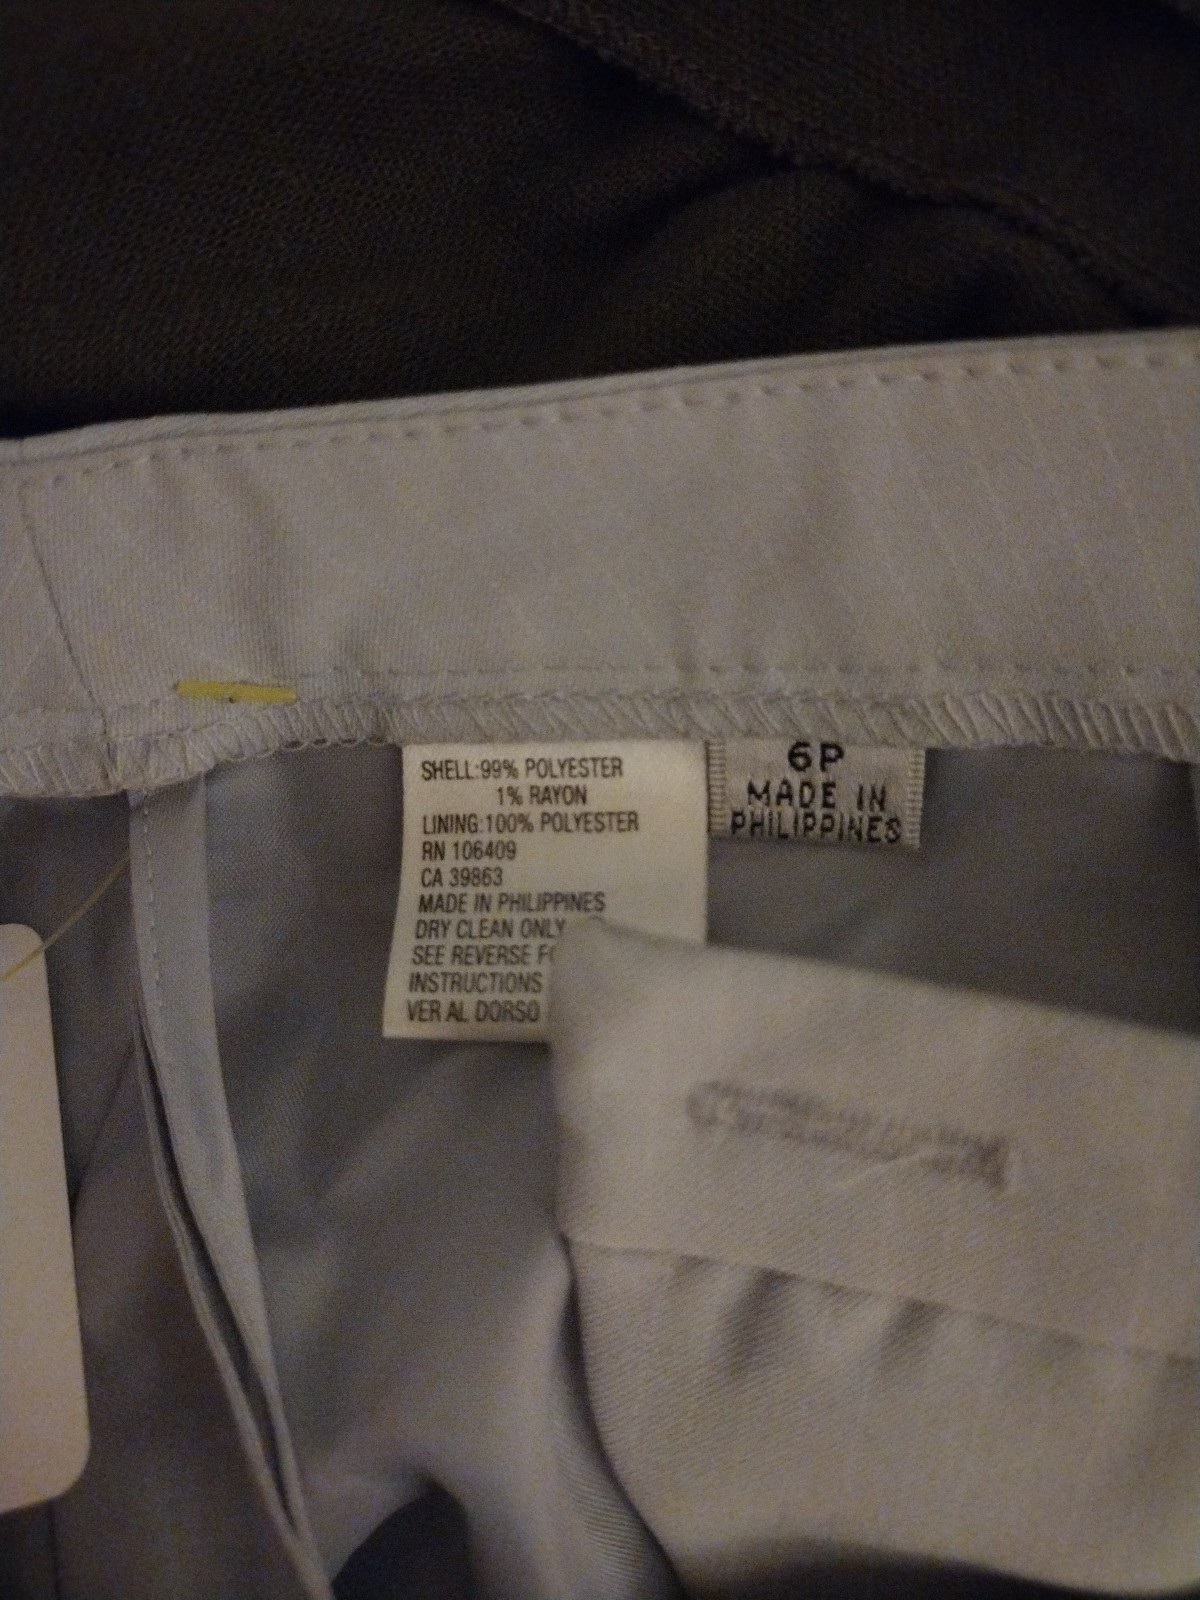 SHELL:99% POLYESTER
1% RAYON
LINING:100% POLYESTER
RN 106409
CA 39863
MADE IN PHILIPPINES
DRY CLEAN ONLY
SEE REVERSE
INSTRUCTIONS
VER AL DORSO
6P
MADE IN
PHILIPPINES